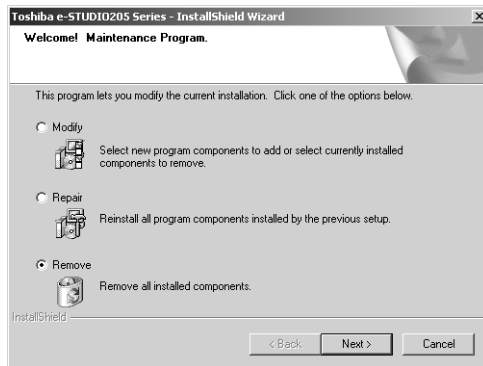 Toshiba e-STUDIO205 Series - InstallShield Wizard
Welcome! Maintenance Program.
This program lets you modify the current installation. Click one of the options below.
Modify
Select new program components to add or select currently installed
components to remove.
Repair
Reinstall all program components installed by the previous setup.
Remove
Remove all installed components.
InstallShield
< Back
Next >
Cancel